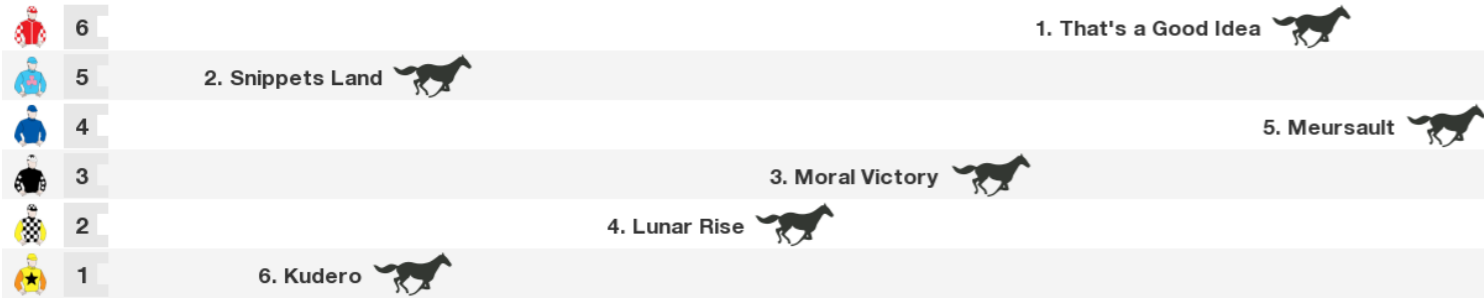 6 1. That's a Good Idea
5 2. Snippets Land
4 5. Meursault
3 3. Moral Victory
2 4. Lunar Rise
1 6. Kudero